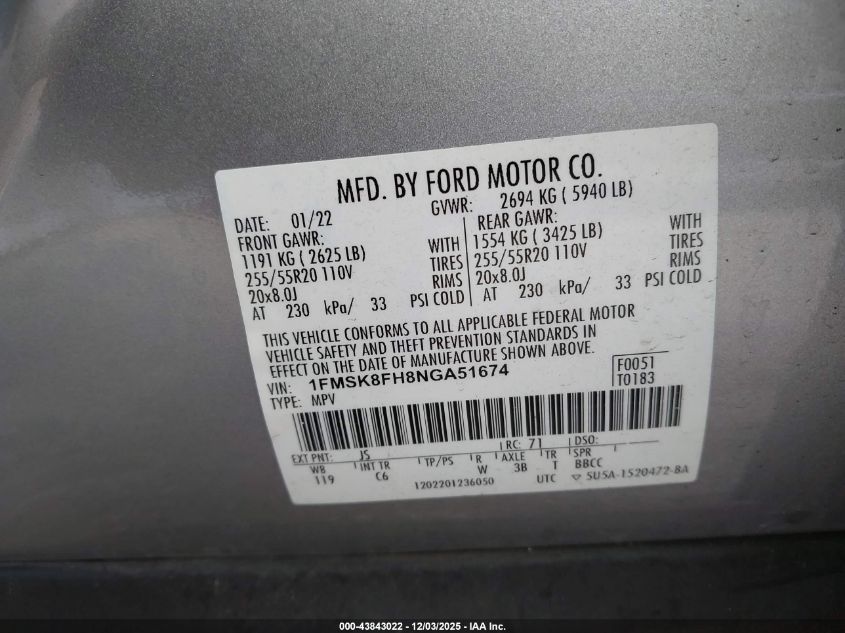 MFD. BY FORD MOTOR CO.
DATE: 01/22 GVWR: 2694 KG ( 5940 LB)
FRONT GAWR: REAR GAWR:
1191 KG ( 2625 LB) WITH 1554 KG ( 3425 LB) WITH
255/55R20 110V TIRES 255/55R20 110V TIRES
20x8.0J RIMS 20x8.0J RIMS
AT 230 kPa/ 33 PSI COLD AT 230 kPa/ 33 PSI COLD
THIS VEHICLE CONFORMS TO ALL APPLICABLE FEDERAL MOTOR
VEHICLE SAFETY AND THEFT PREVENTION STANDARDS IN
EFFECT ON THE DATE OF MANUFACTURE SHOWN ABOVE.
VIN: 1FMSK8FH8NGA51674 F0051
TYPE: MPV T0183
EXT PNT: JS RC: 71 DSO:
WB INT TR TP/PS R AXLE TR SPR
119 C6 W 3B T BBCC
1202201236050 UTC ▽ 5U5A-1520472-BA
000-43843022 - 12/03/2025 - IAA Inc.